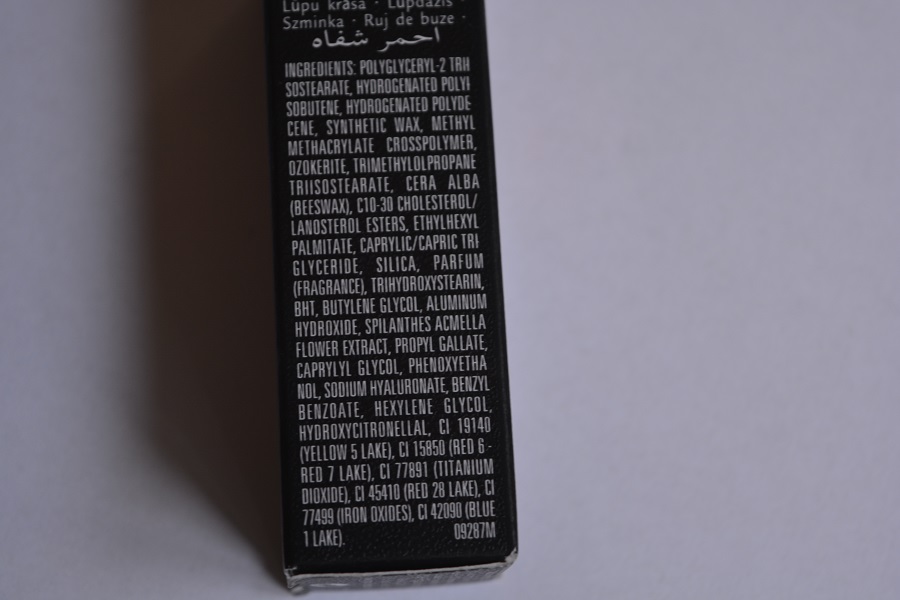 Lūpu krāsa · Lūpdažis ·
Szminka · Ruj de buze ·
احمر شفاه
INGREDIENTS: POLYGLYCERYL-2 TRII
SOSTEARATE, HYDROGENATED POLYI
SOBUTENE, HYDROGENATED POLYDE
CENE, SYNTHETIC WAX, METHYL
METHACRYLATE CROSSPOLYMER,
OZOKERITE, TRIMETHYLOLPROPANE
TRIISOSTEARATE, CERA ALBA
(BEESWAX), C10-30 CHOLESTEROL/
LANOSTEROL ESTERS, ETHYLHEXYL
PALMITATE, CAPRYLIC/CAPRIC TRI
GLYCERIDE, SILICA, PARFUM
(FRAGRANCE), TRIHYDROXYSTEARIN,
BHT, BUTYLENE GLYCOL, ALUMINUM
HYDROXIDE, SPILANTHES ACMELLA
FLOWER EXTRACT, PROPYL GALLATE,
CAPRYLYL GLYCOL, PHENOXYETHA
NOL, SODIUM HYALURONATE, BENZYL
BENZOATE, HEXYLENE GLYCOL,
HYDROXYCITRONELLAL, CI 19140
(YELLOW 5 LAKE), CI 15850 (RED 6 -
RED 7 LAKE), CI 77891 (TITANIUM
DIOXIDE), CI 45410 (RED 28 LAKE), CI
77499 (IRON OXIDES), CI 42090 (BLUE
1 LAKE). 09287M